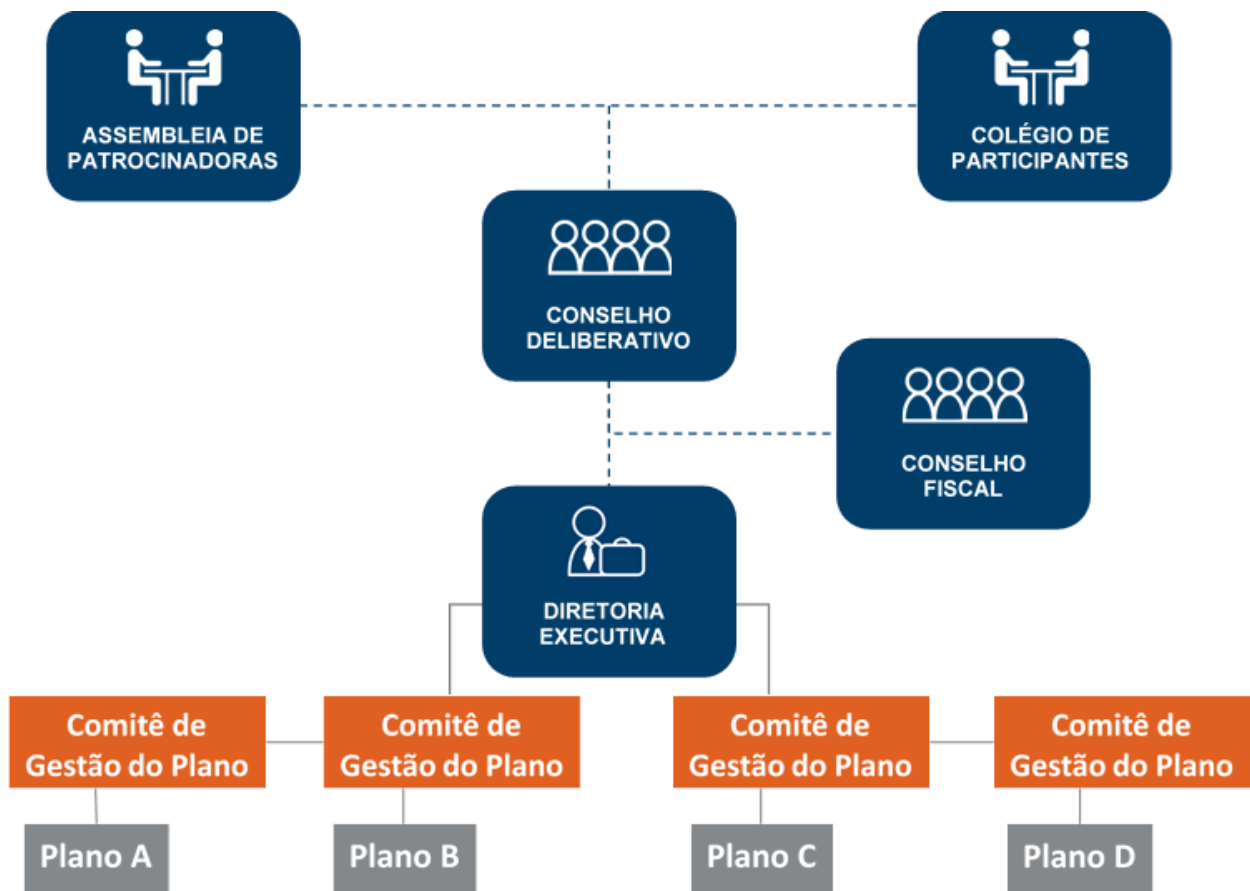 ASSEMBLEIA DE
PATROCINADORAS
COLÉGIO DE
PARTICIPANTES
CONSELHO
DELIBERATIVO
CONSELHO
FISCAL
DIRETORIA
EXECUTIVA
Comitê de
Gestão do Plano
Comitê de
Gestão do Plano
Comitê de
Gestão do Plano
Comitê de
Gestão do Plano
Plano A
Plano B
Plano C
Plano D